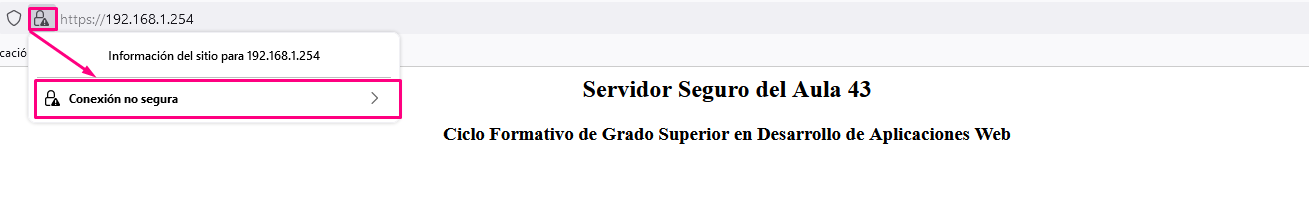 https://192.168.1.254
cació
Información del sitio para 192.168.1.254
Conexión no segura
Servidor Seguro del Aula 43
Ciclo Formativo de Grado Superior en Desarrollo de Aplicaciones Web